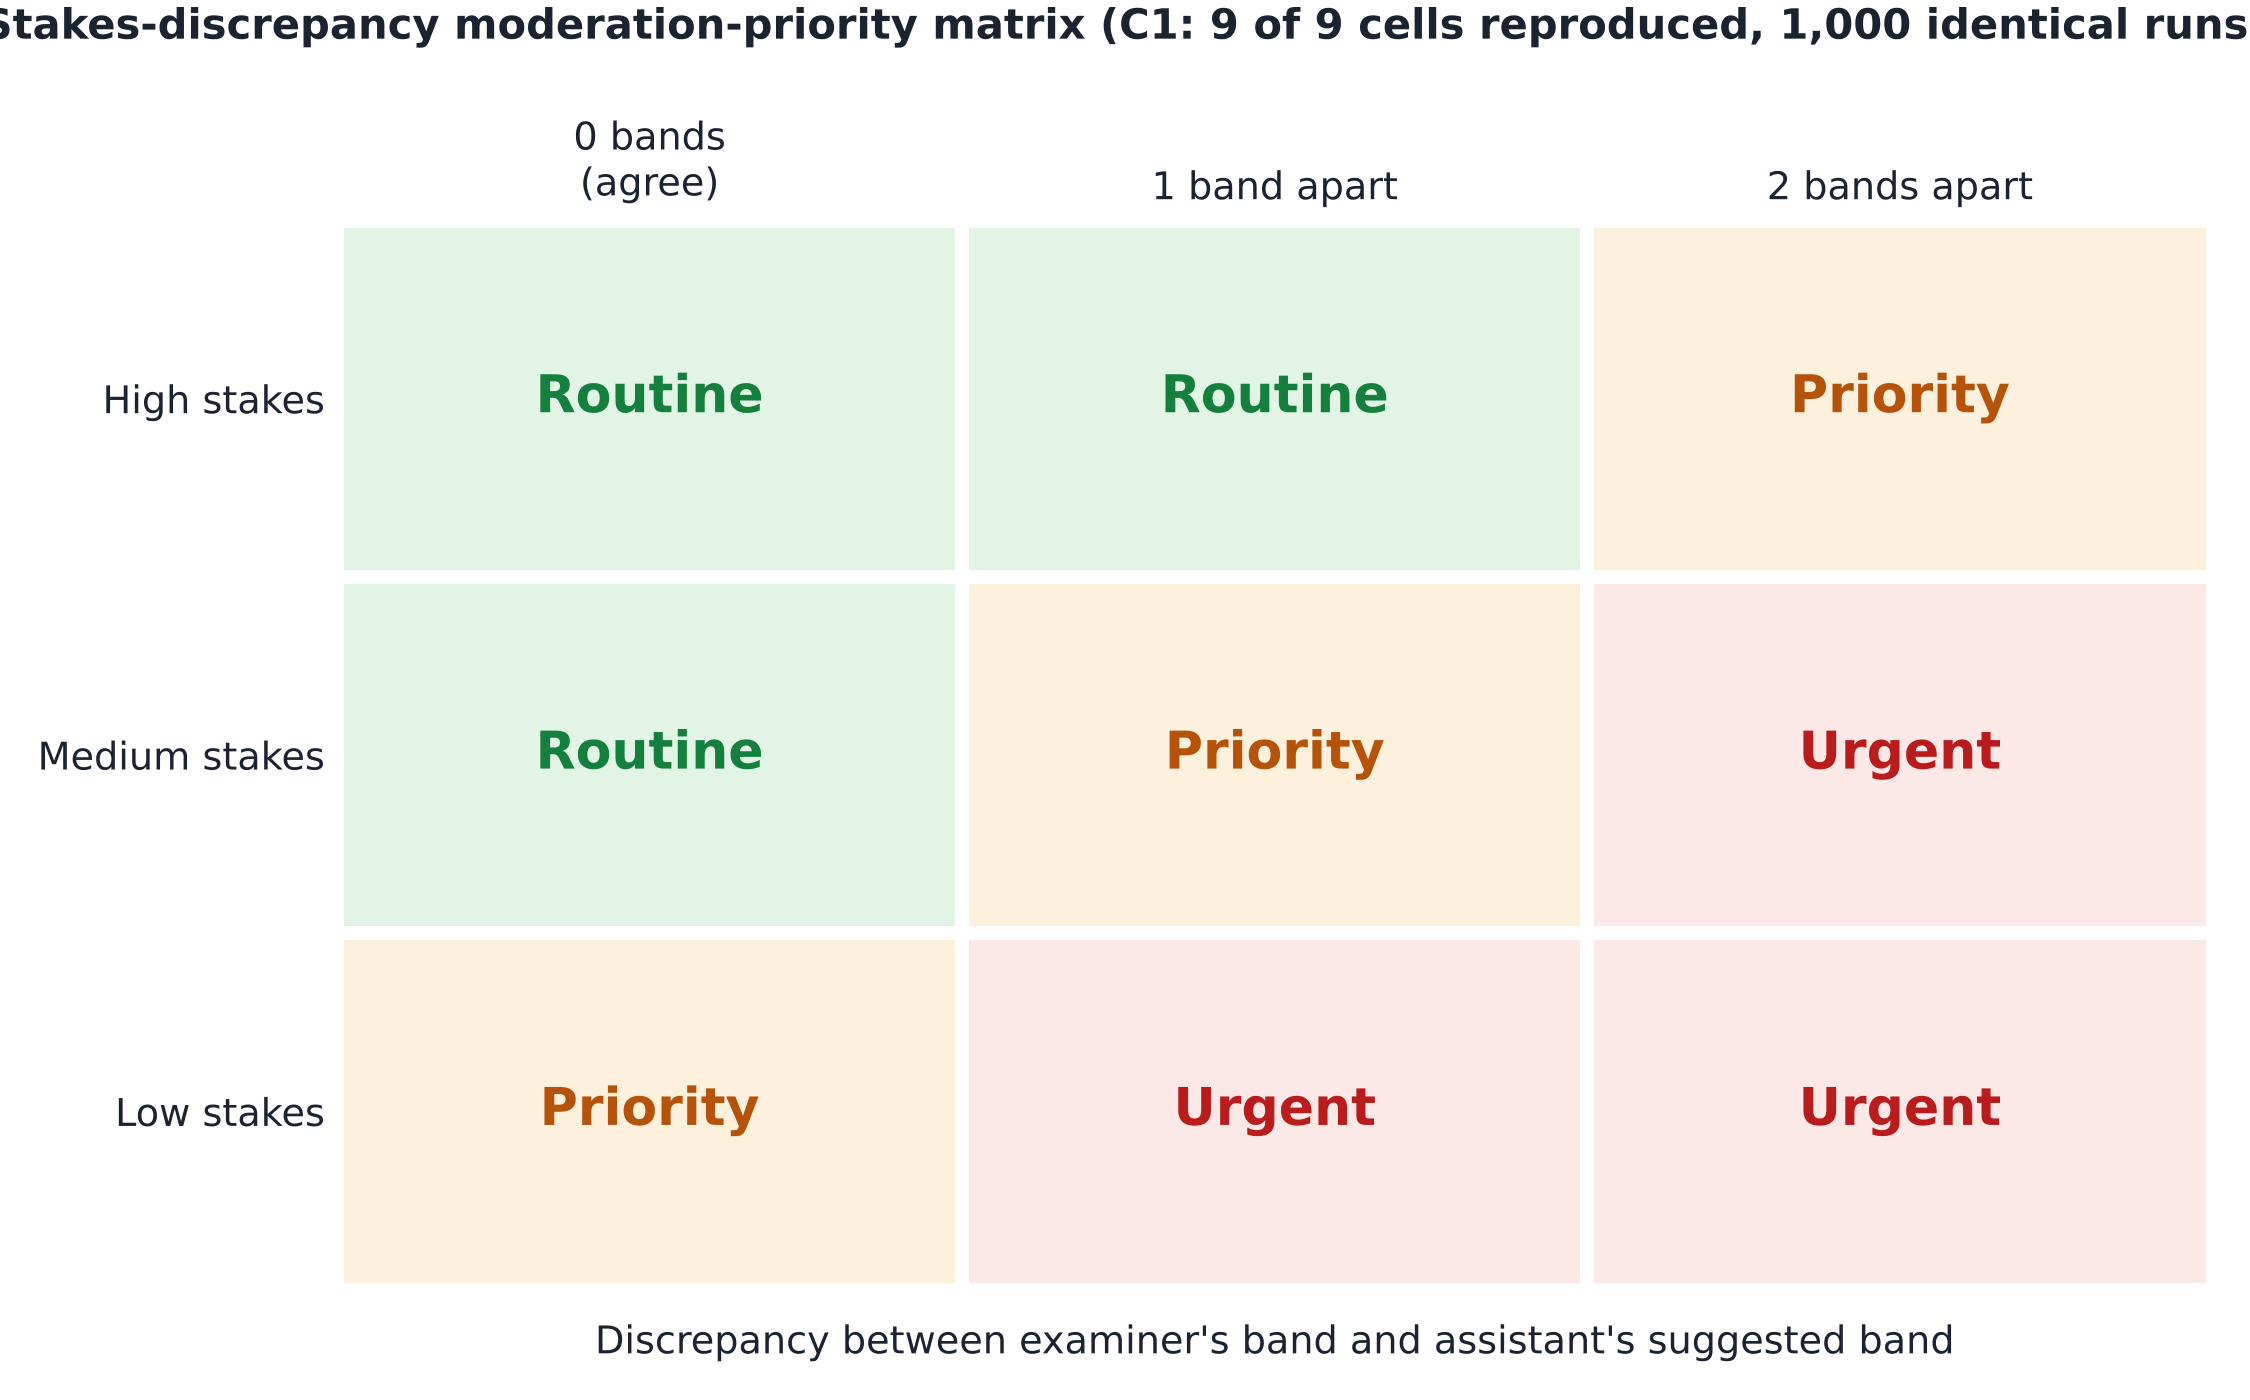 Stakes-discrepancy moderation-priority matrix (C1: 9 of 9 cells reproduced, 1,000 identical runs
0 bands
(agree)
1 band apart
2 bands apart
High stakes
Routine
Routine
Priority
Medium stakes
Routine
Priority
Urgent
Low stakes
Priority
Urgent
Urgent
Discrepancy between examiner's band and assistant's suggested band